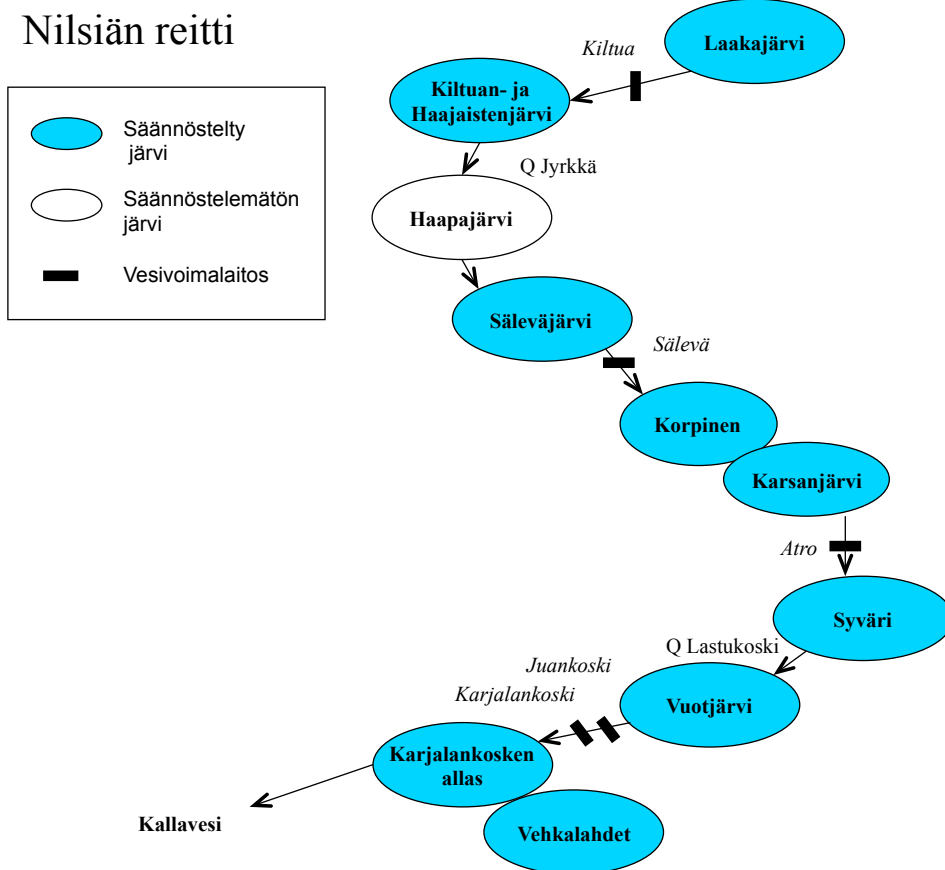 Nilsiän reitti
Säännöstelty
järvi
Säännöstelemätön
järvi
Vesivoimalaitos
Laakajärvi
Kiltua
Kiltuan- ja
Haajaistenjärvi
Q Jyrkkä
Haapajärvi
Säleväjärvi
Sälevä
Korpinen
Karsanjärvi
Atro
Syväri
Q Lastukoski
Juankoski
Karjalankoski
Vuotjärvi
Karjalankosken
allas
Kallavesi
Vehkalahdet